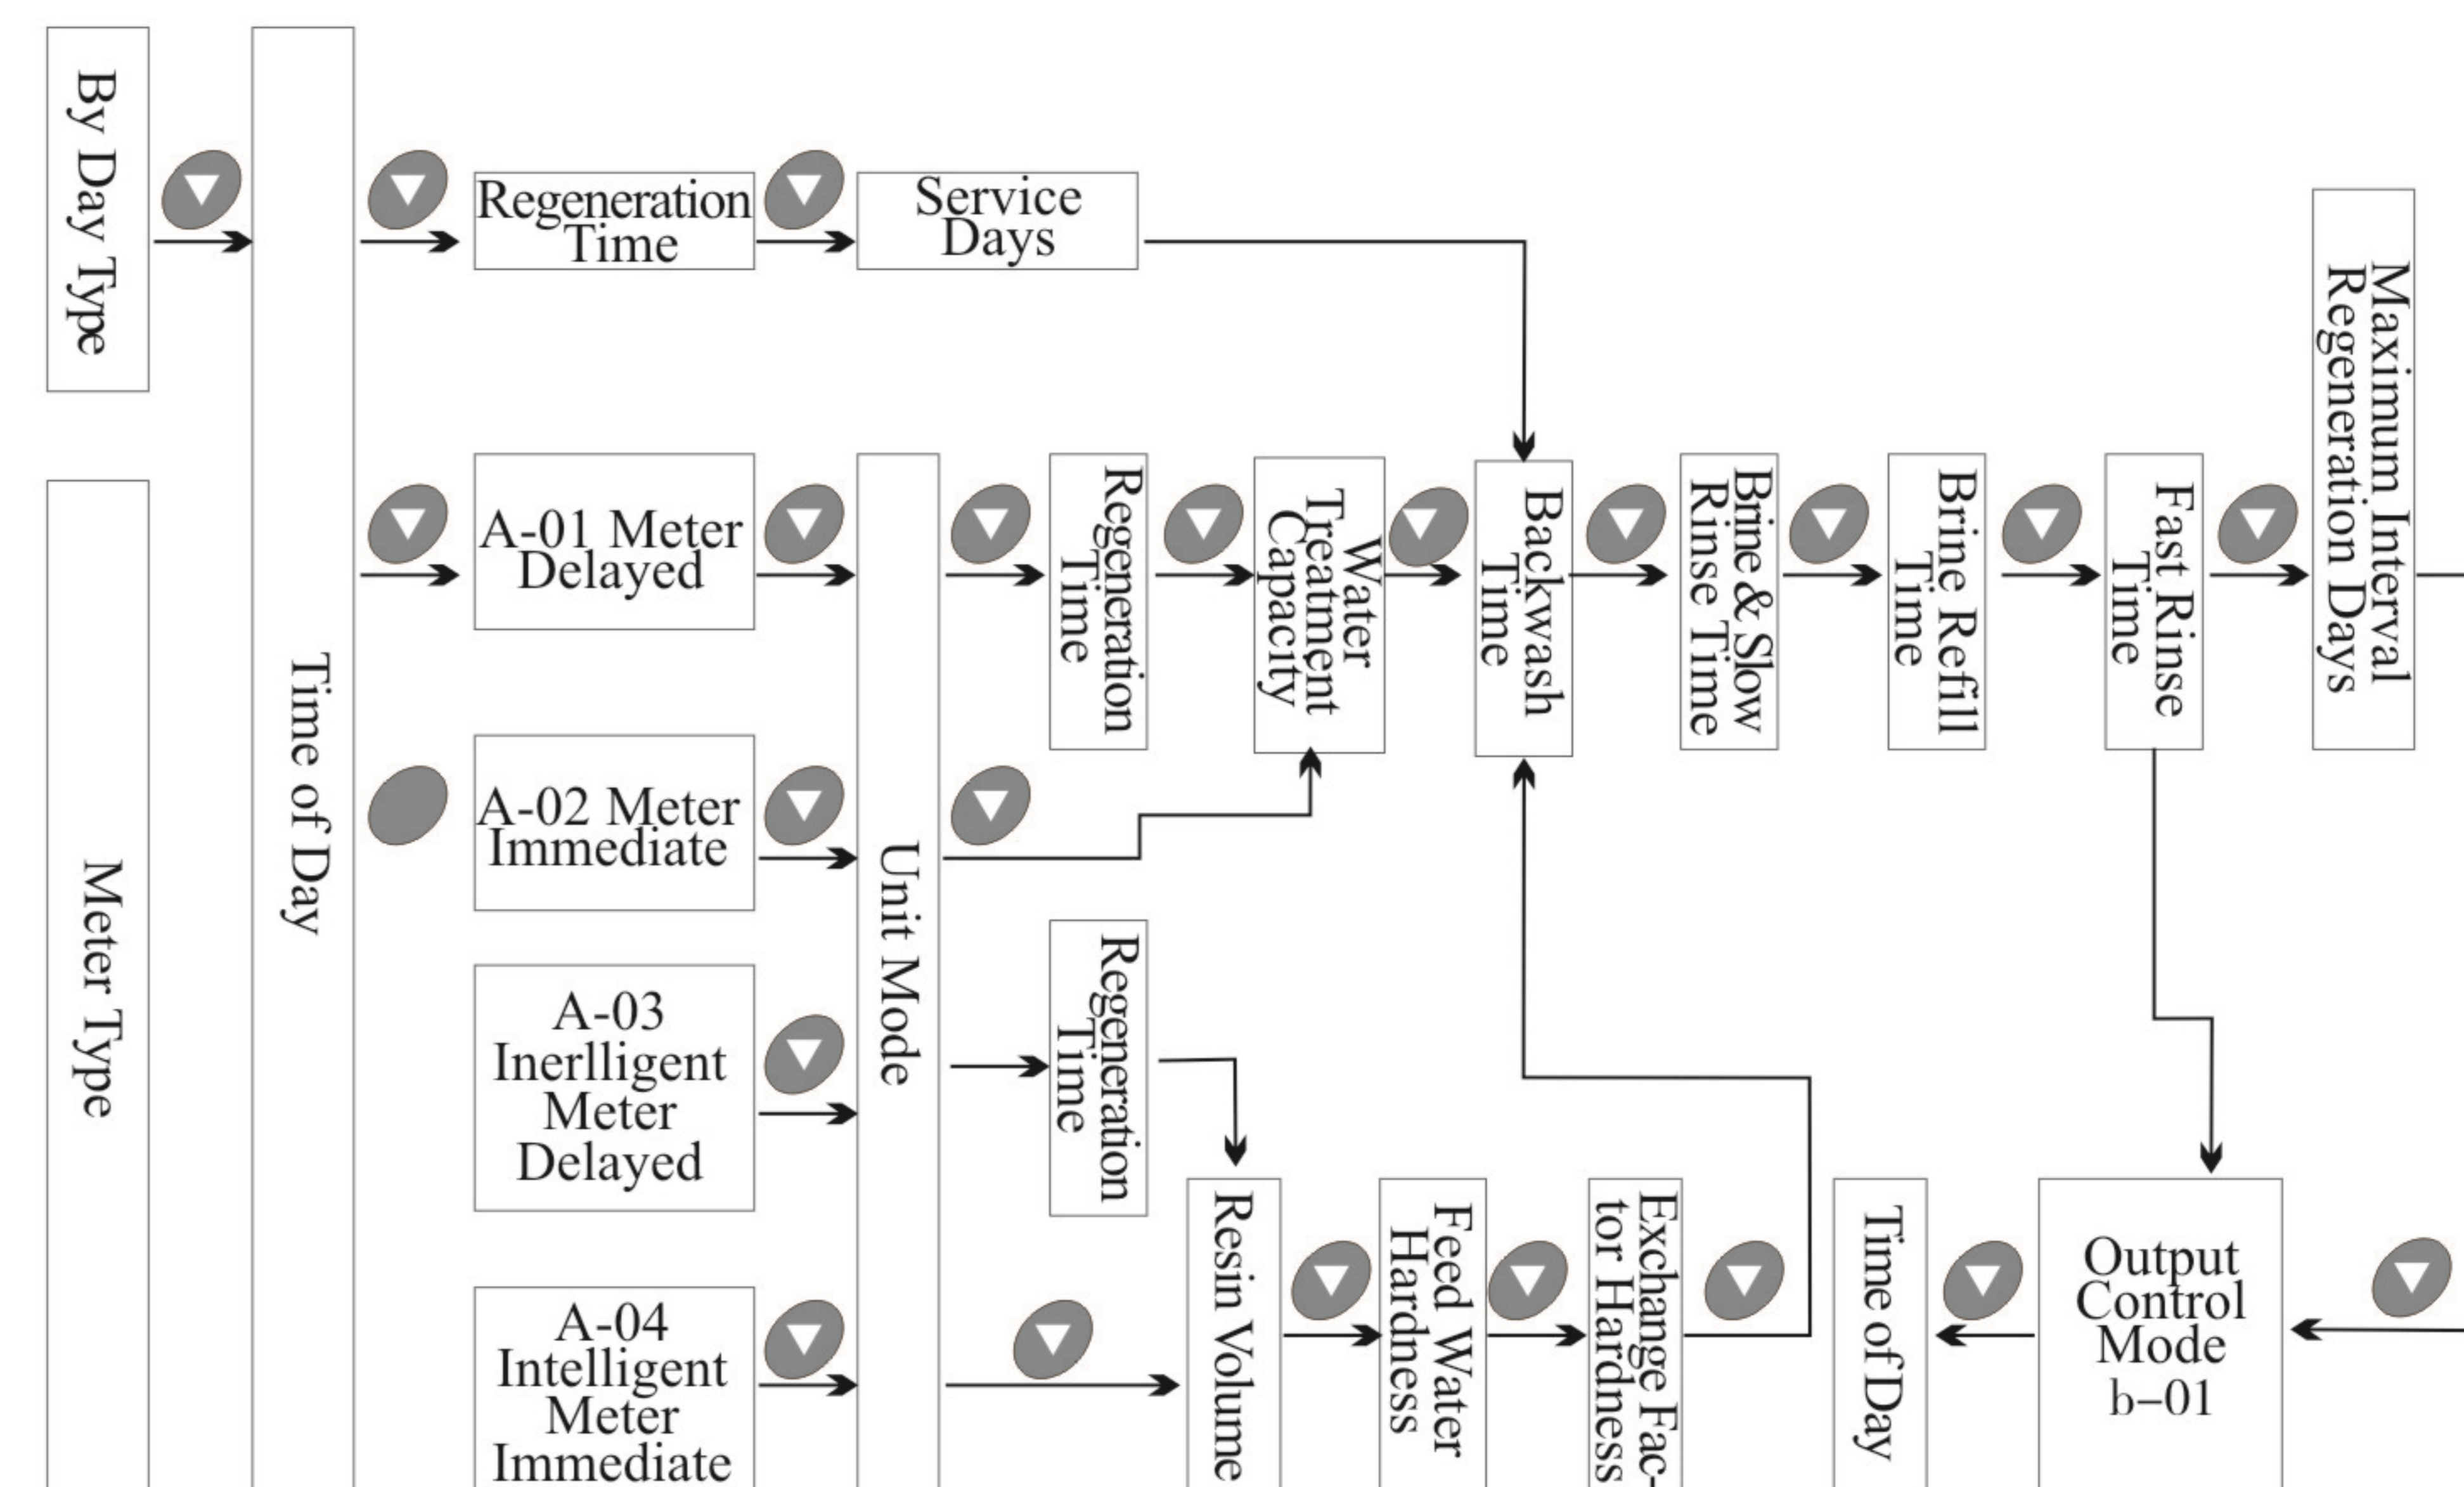 By Day Type
Time of Day
Regeneration
Time
Service
Days
Maximum Interval
Regeneration Days
Meter Type
A-01 Meter
Delayed
Unit Mode
Regeneration
Time
Water
Treatment
Capacity
Backwash
Time
Brine & Slow
Rinse Time
Brine Refill
Time
Fast Rinse
Time
A-02 Meter
Immediate
A-03
Inerlligent
Meter
Delayed
Regeneration
Time
A-04
Intelligent
Meter
Immediate
Resin Volume
Feed Water
Hardness
Exchange Fac-
tor Hardness
Time of Day
Output
Control
Mode
b-01